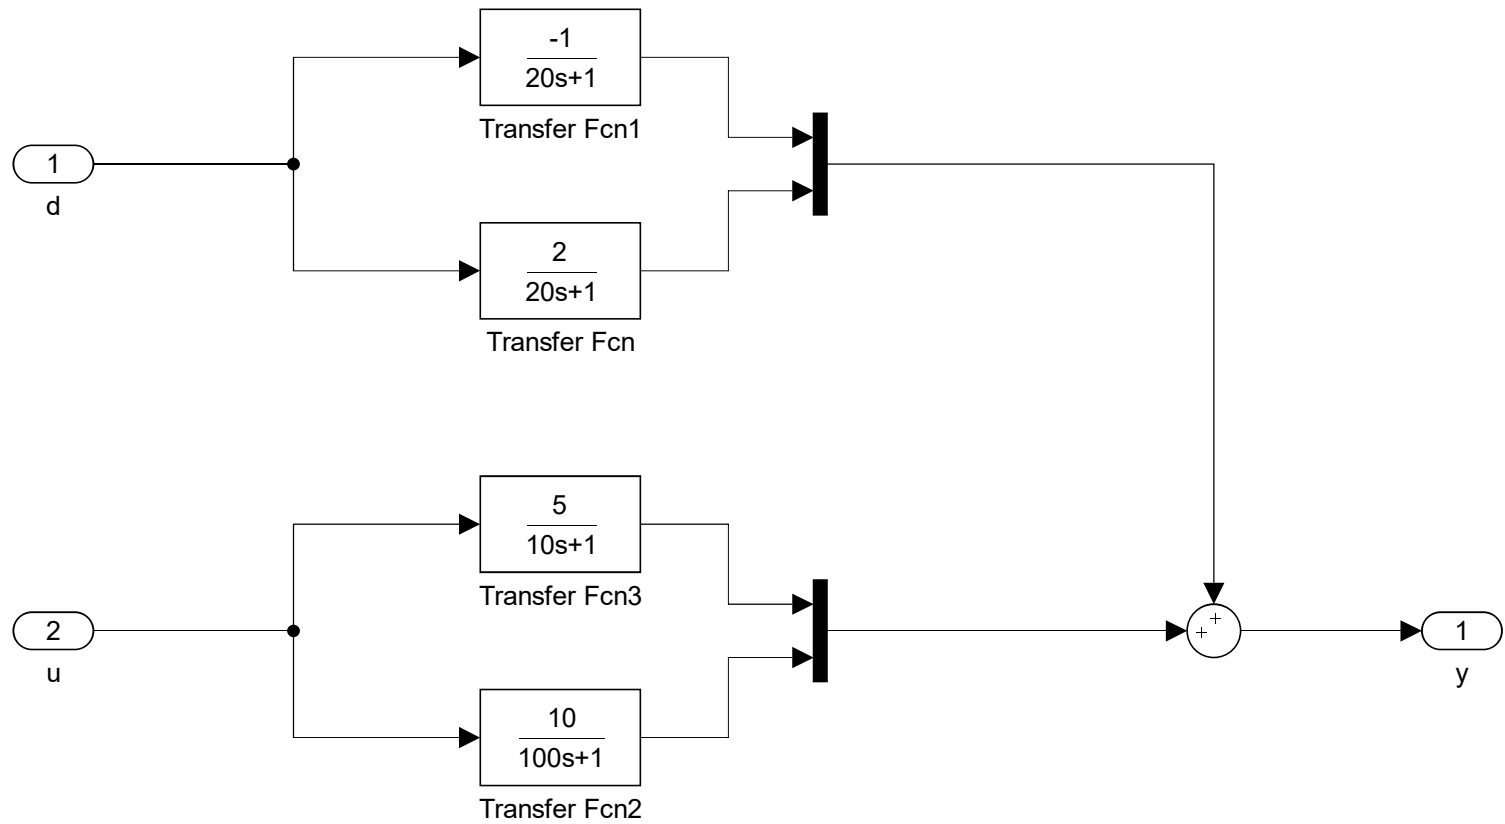 -1
20s+1
Transfer Fcn1
1
d
2
20s+1
Transfer Fcn
5
10s+1
Transfer Fcn3
2
u
+
+
1
y
10
100s+1
Transfer Fcn2